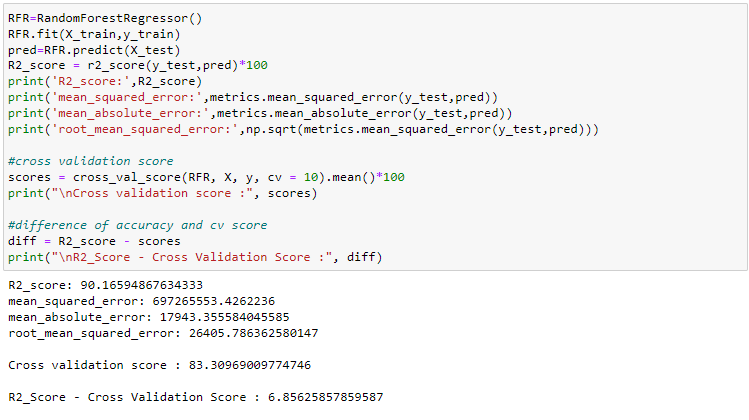 RFR=RandomForestRegressor()
RFR.fit(X_train,y_train)
pred=RFR.predict(X_test)
R2_score = r2_score(y_test,pred)*100
print('R2_score:',R2_score)
print('mean_squared_error:',metrics.mean_squared_error(y_test,pred))
print('mean_absolute_error:',metrics.mean_absolute_error(y_test,pred))
print('root_mean_squared_error:',np.sqrt(metrics.mean_squared_error(y_test,pred)))
#cross validation score
scores = cross_val_score(RFR, X, y, cv = 10).mean()*100
print("\nCross validation score :", scores)
#difference of accuracy and cv score
diff = R2_score - scores
print("\nR2_Score - Cross Validation Score :", diff)
R2_score: 90.16594867634333
mean_squared_error: 697265553.4262236
mean_absolute_error: 17943.355584045585
root_mean_squared_error: 26405.786362580147
Cross validation score : 83.30969009774746
R2_Score - Cross Validation Score : 6.85625857859587